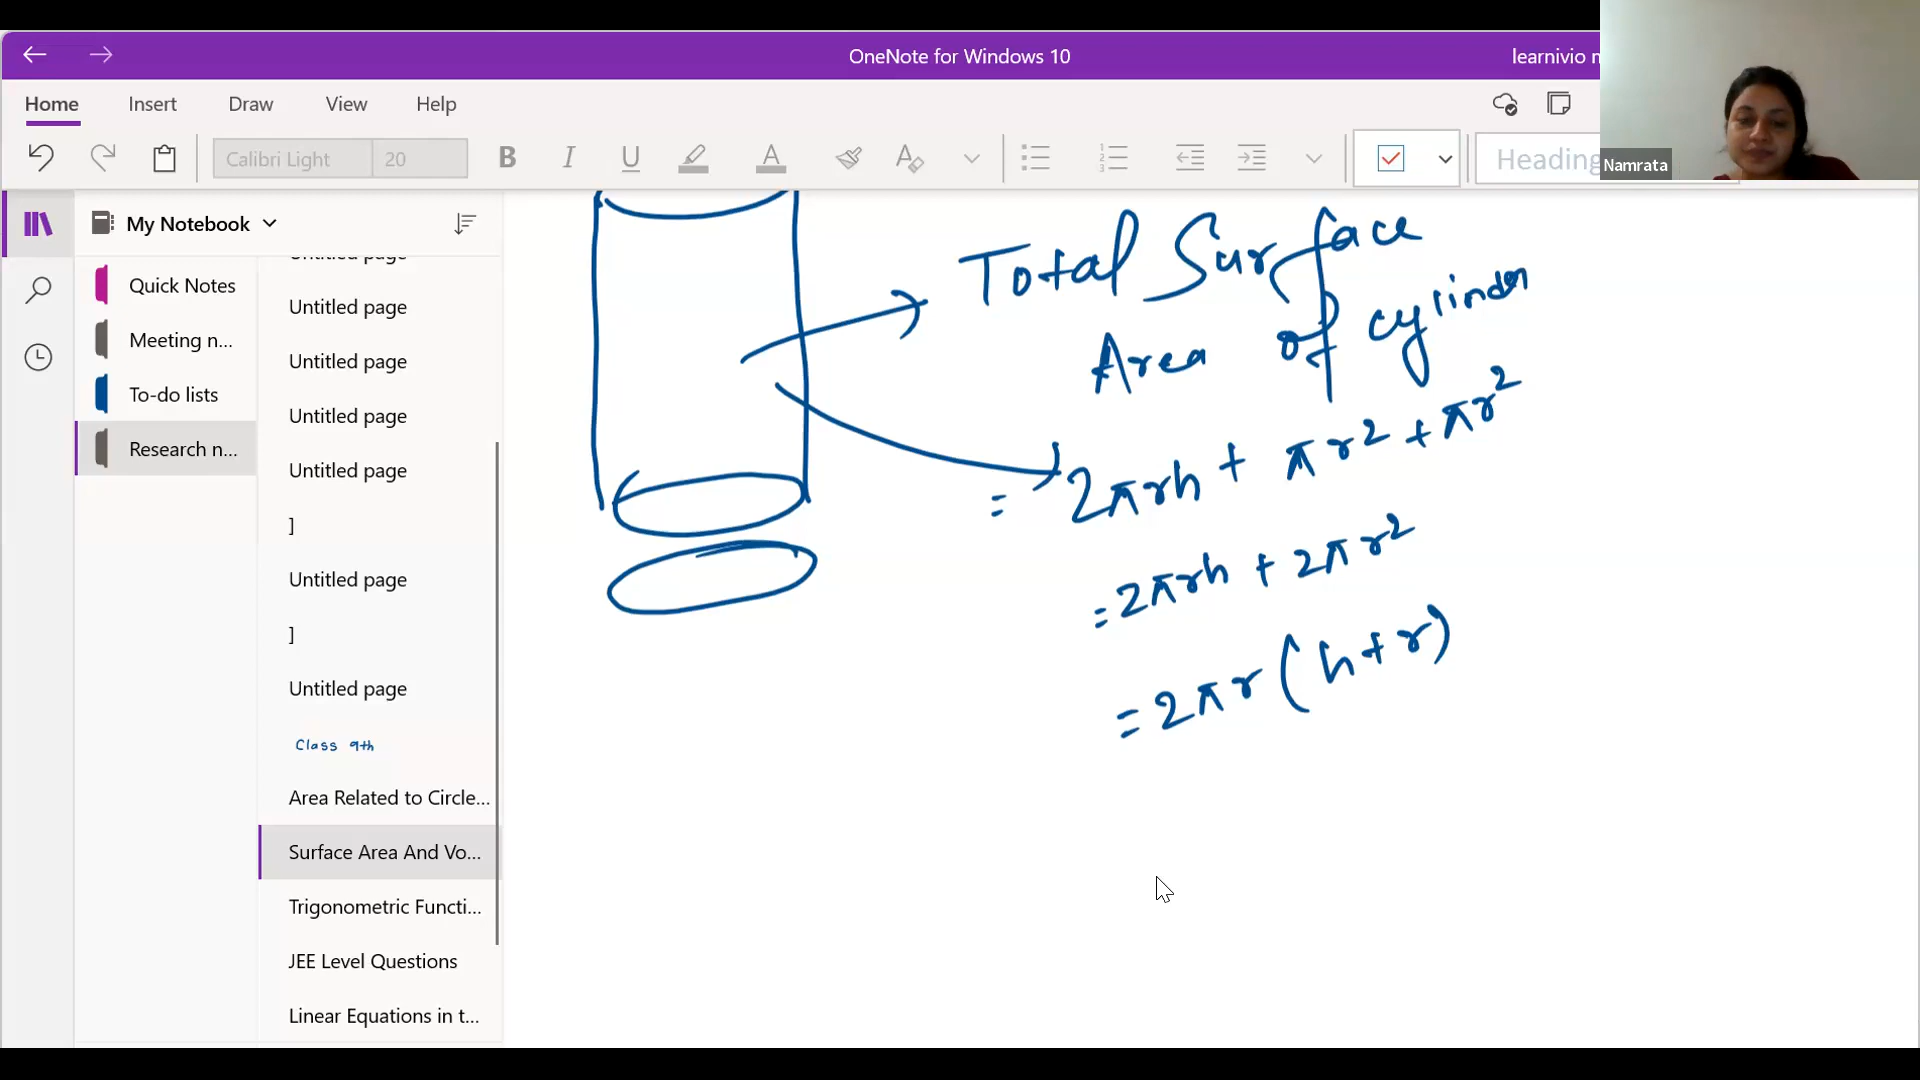 OneNote for Windows 10
learnivio
Home Insert Draw View Help
Calibri Light 20 B I U A Heading
Namrata
My Notebook
Quick Notes
Meeting n...
To-do lists
Research n...
Untitled page
Untitled page
Untitled page
Untitled page
Untitled page
]
Untitled page
]
Untitled page
Class 9th
Area Related to Circle...
Surface Area And Vo...
Trigonometric Functi...
JEE Level Questions
Linear Equations in t...
Total Surface
Area of cylinder
= 2πrh + πr² + πr²
= 2πrh + 2πr²
= 2πr (h+r)